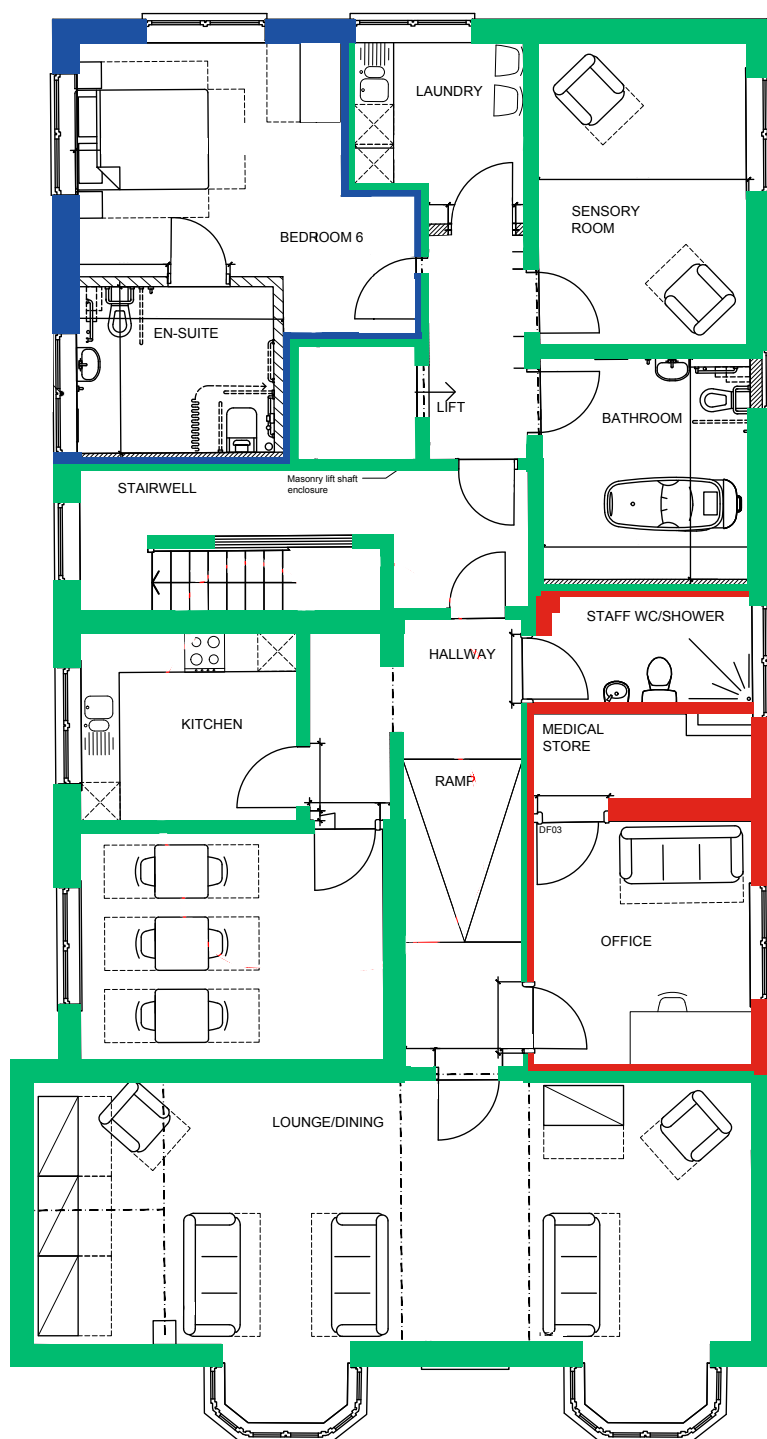 LAUNDRY
SENSORY
ROOM
BEDROOM 6
EN-SUITE
LIFT
BATHROOM
Masonry lift shaft
enclosure
STAIRWELL
STAFF WC/SHOWER
HALLWAY
KITCHEN
MEDICAL
STORE
RAMP
DF03
OFFICE
LOUNGE/DINING